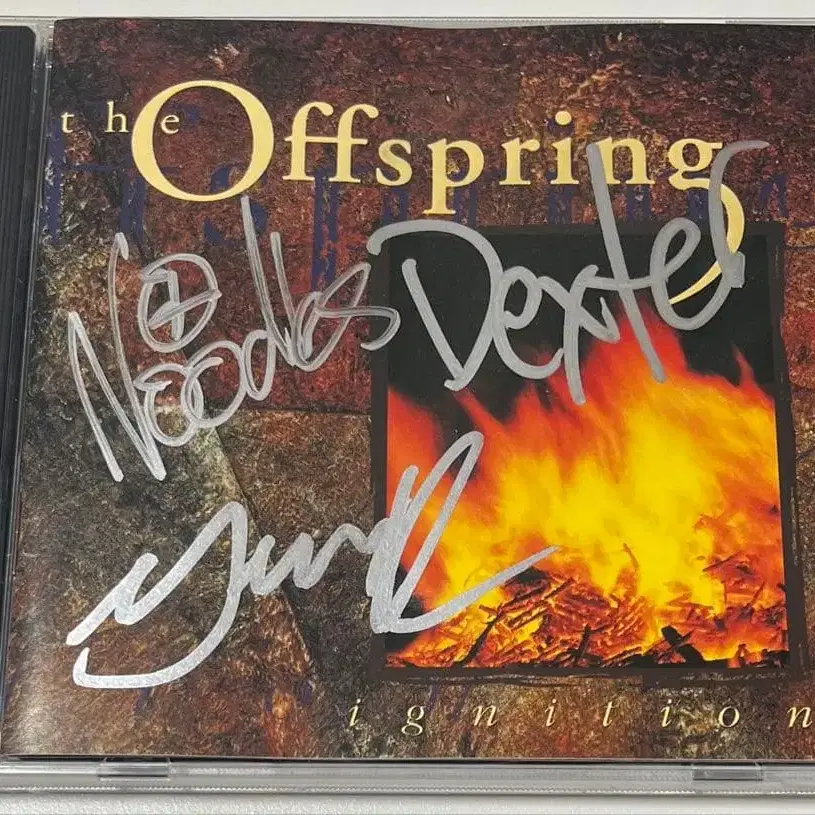 the Offspring
Noodles Dexter
ignition